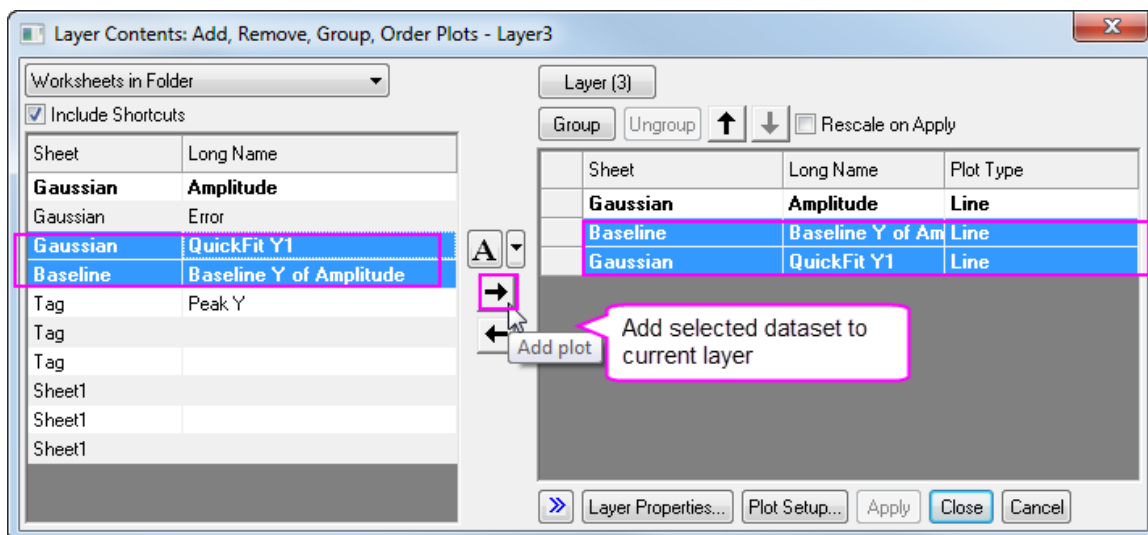 Layer Contents: Add, Remove, Group, Order Plots - Layer3
Worksheets in Folder
Include Shortcuts
Sheet Long Name
Gaussian Amplitude
Gaussian Error
Gaussian QuickFit Y1
Baseline Baseline Y of Amplitude
Tag Peak Y
Tag
Tag
Sheet1
Sheet1
Sheet1
A
Add plot
Add selected dataset to
current layer
Layer (3)
Group Ungroup Rescale on Apply
Sheet Long Name Plot Type
Gaussian Amplitude Line
Baseline Baseline Y of Am Line
Gaussian QuickFit Y1 Line
Layer Properties... Plot Setup... Apply Close Cancel